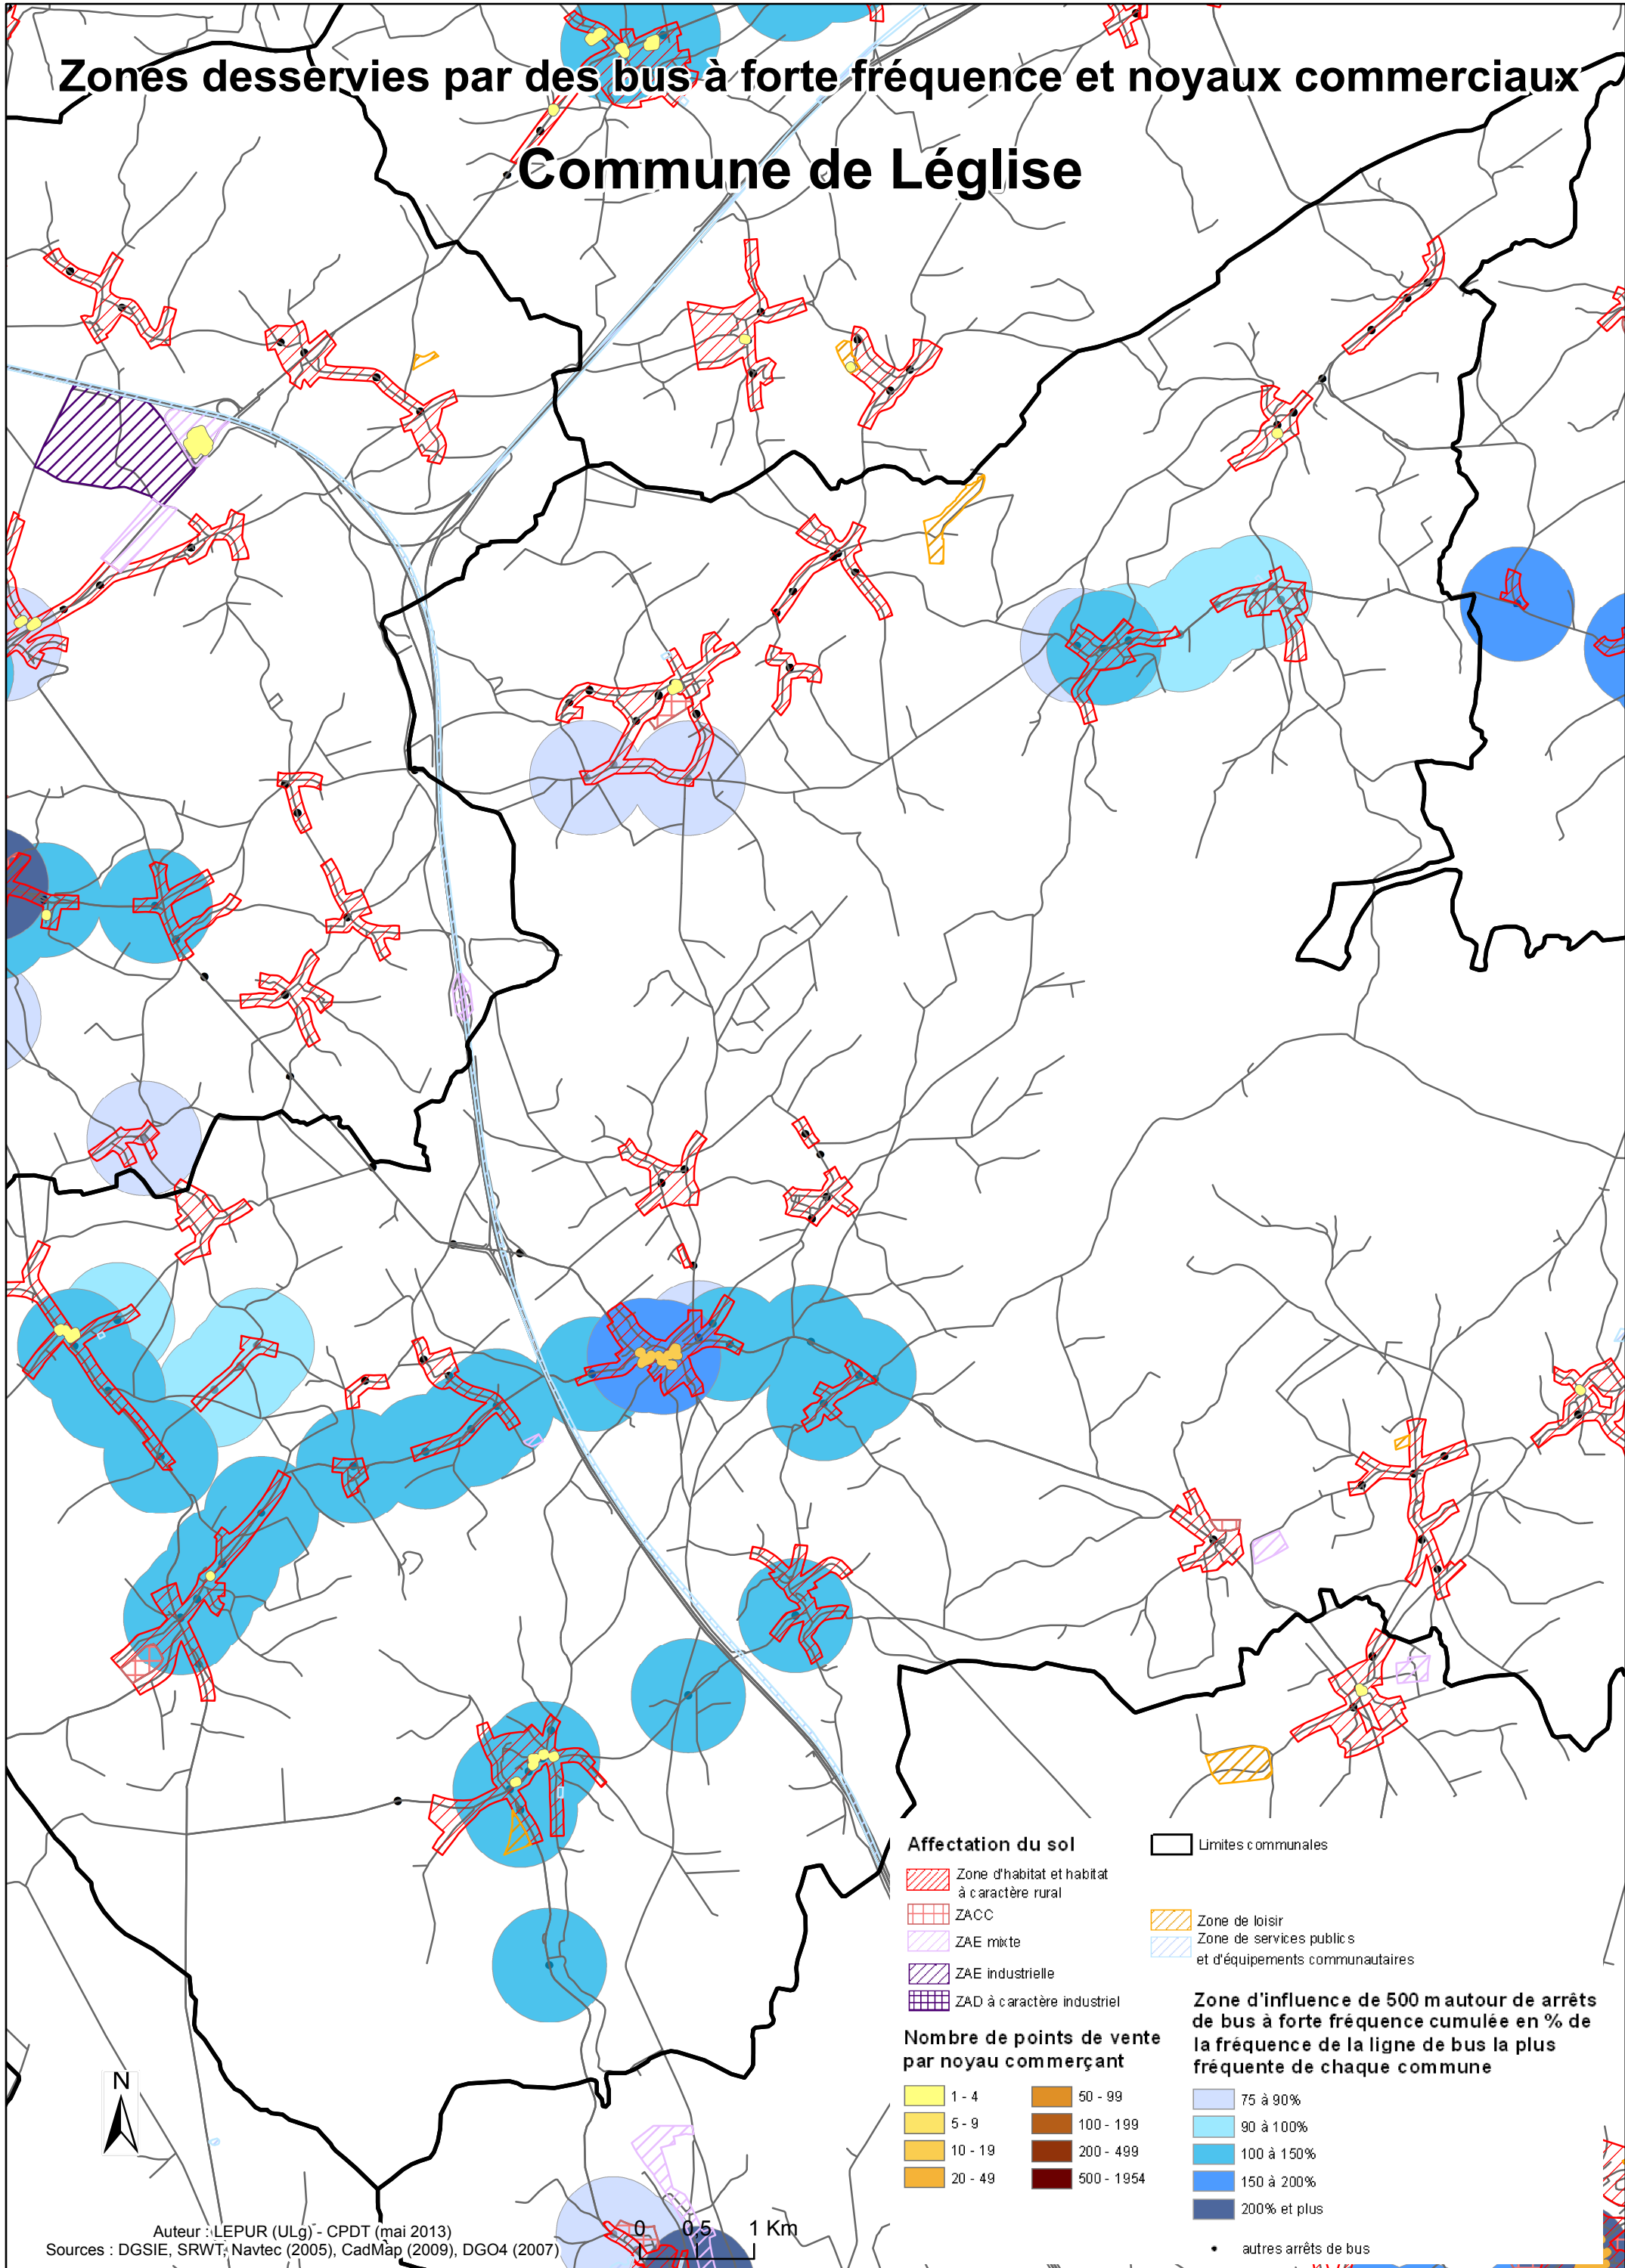 Zones desservies par des bus à forte fréquence et noyaux commerciaux
Commune de Léglise
Affectation du sol
Zone d'habitat et habitat
à caractère rural
ZACC
ZAE mixte
ZAE industrielle
ZAD à caractère industriel
Limites communales
Zone de loisir
Zone de services publics
et d'équipements communautaires
Nombre de points de vente
par noyau commerçant
1 - 4
5 - 9
10 - 19
20 - 49
50 - 99
100 - 199
200 - 499
500 - 1954
Zone d'influence de 500 m autour de arrêts
de bus à forte fréquence cumulée en % de
la fréquence de la ligne de bus la plus
fréquente de chaque commune
75 à 90%
90 à 100%
100 à 150%
150 à 200%
200% et plus
autres arrêts de bus
N
0 0,5 1 Km
Auteur : LEPUR (ULg) - CPDT (mai 2013)
Sources : DGSIE, SRWT, Navtec (2005), CadMap (2009), DGO4 (2007)